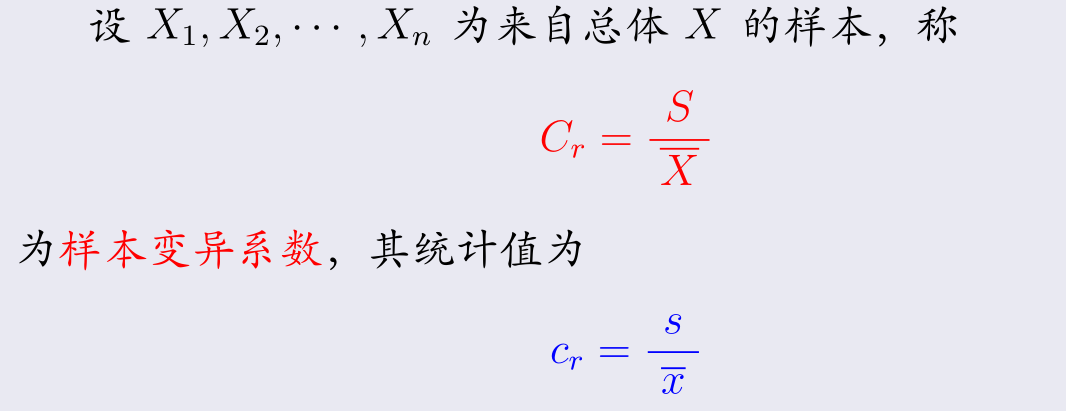 设 $X_1, X_2, \cdots, X_n$ 为来自总体 $X$ 的样本，称
$C_r = \frac{S}{\overline{X}}$
为样本变异系数，其统计值为
$c_r = \frac{s}{\overline{x}}$